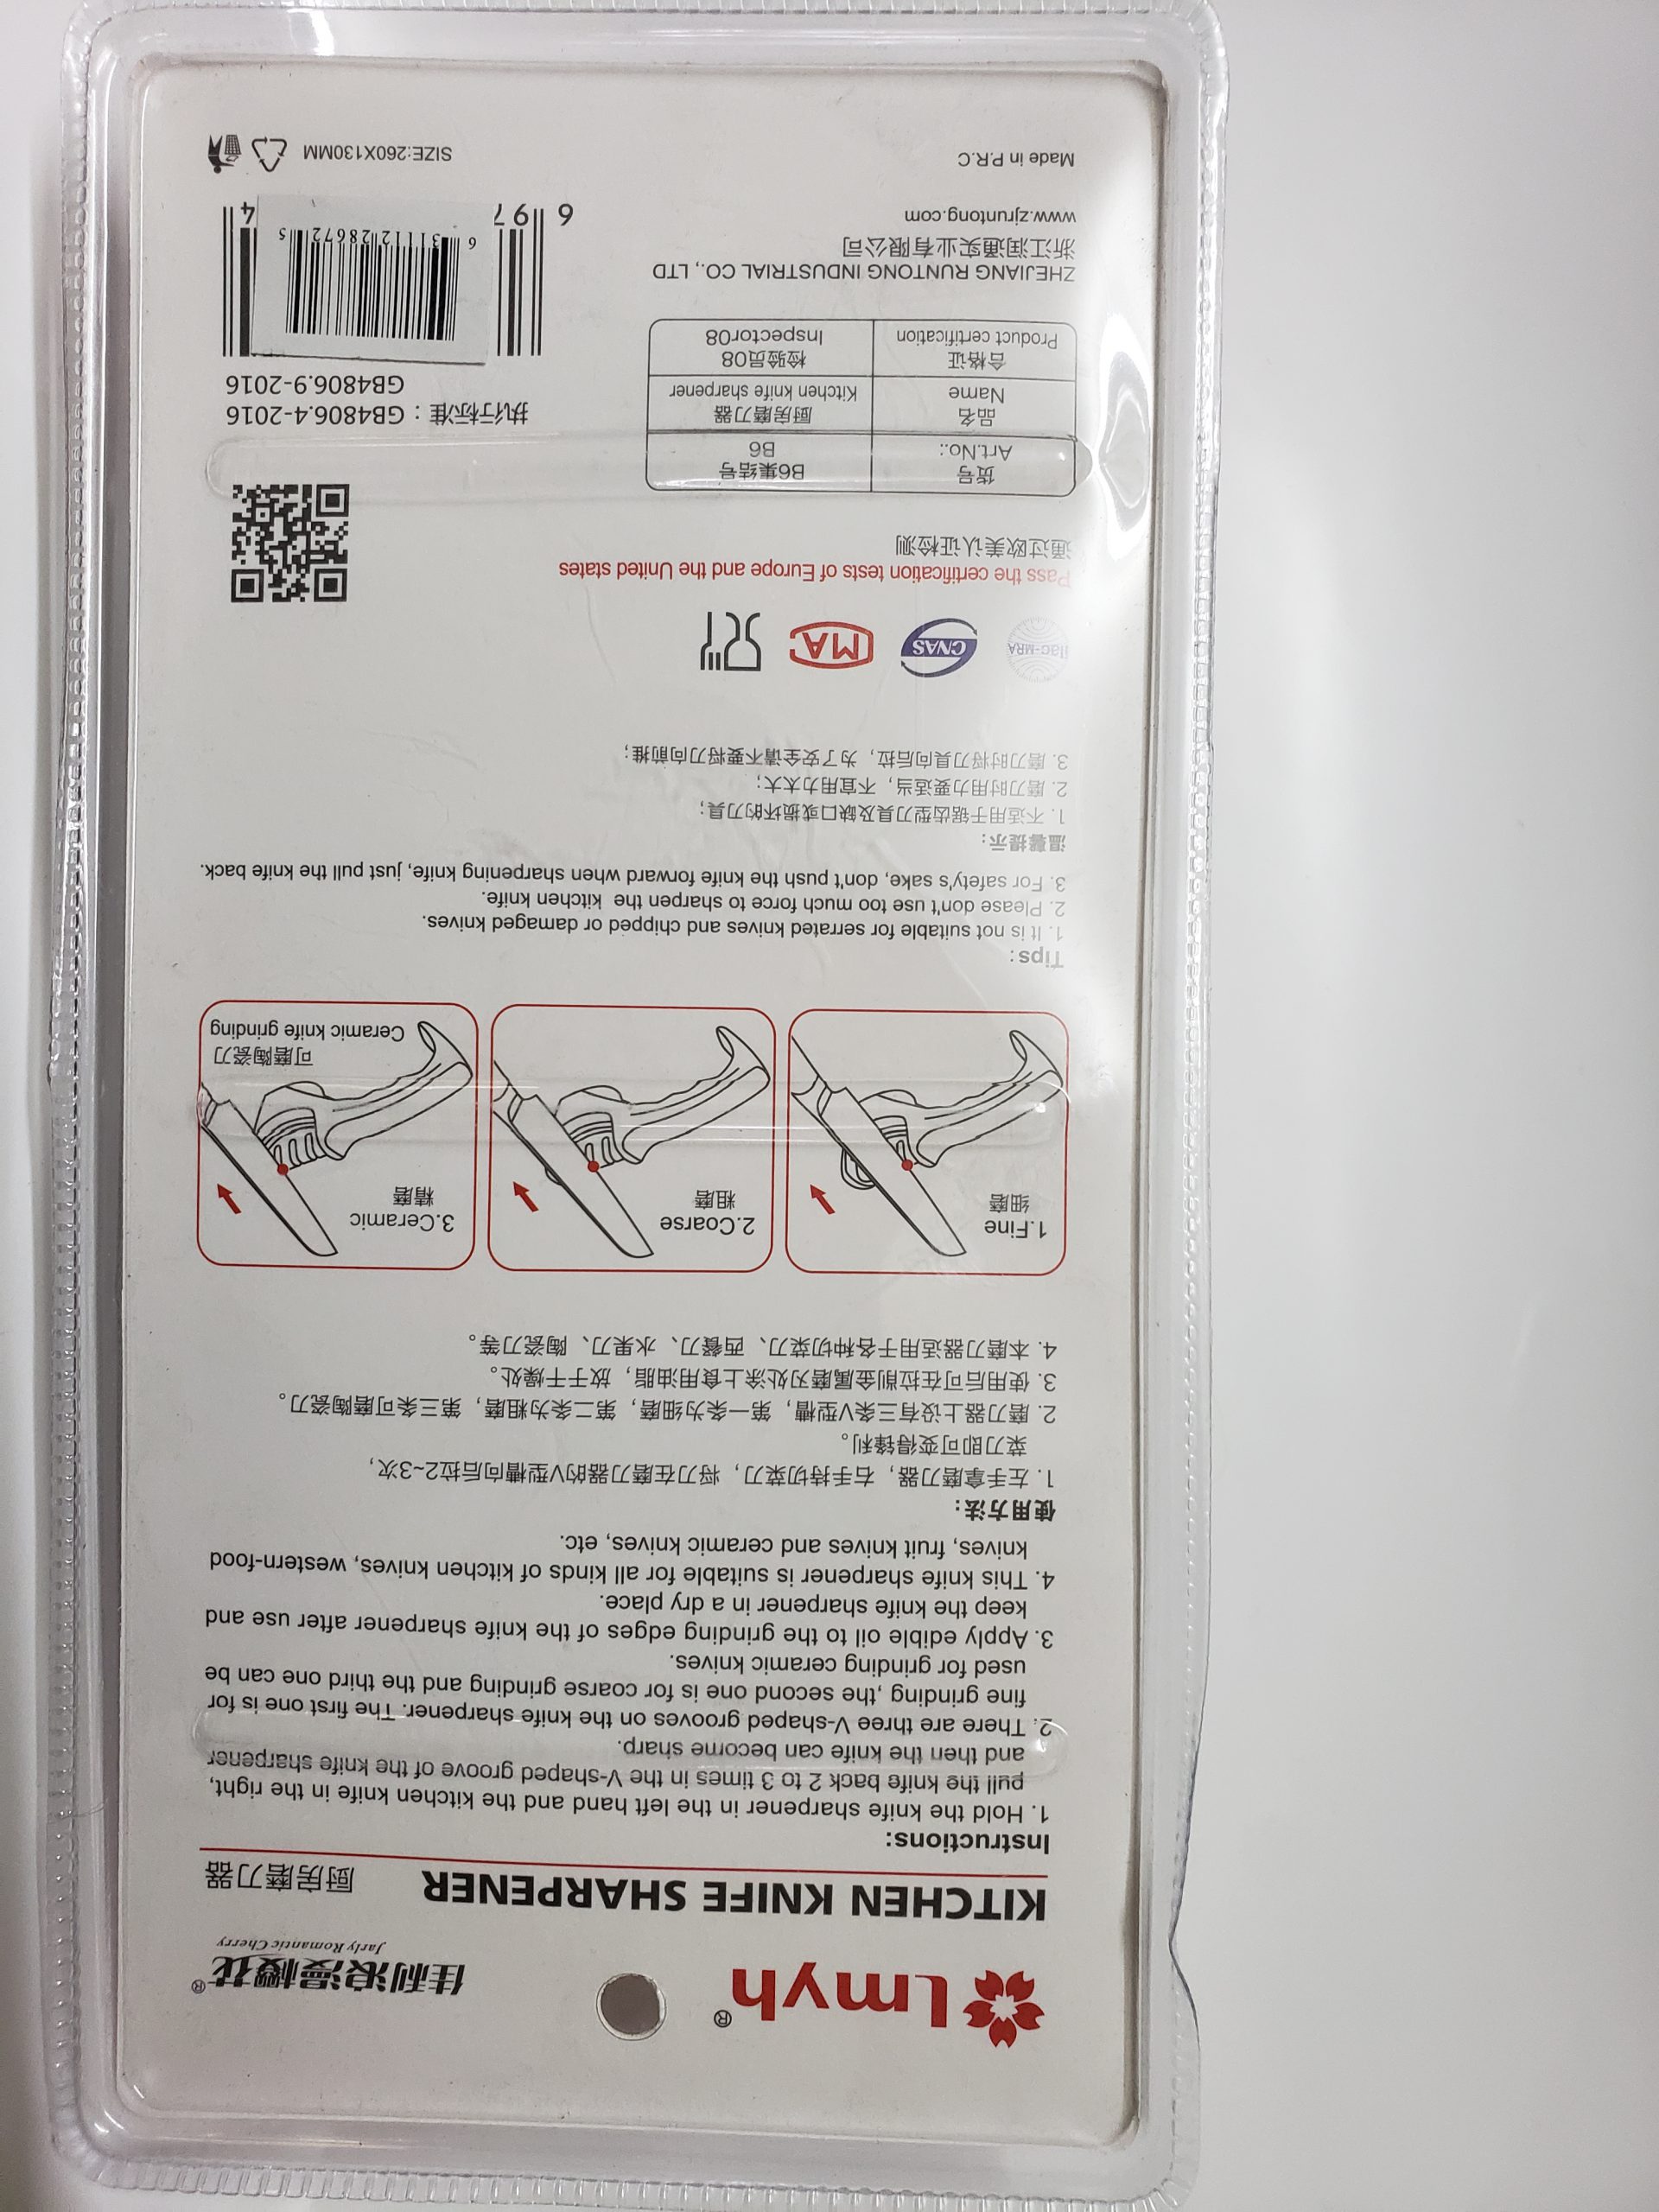 Lmyh®
佳利浪漫樱花®
Jarly Romantic Cherry
KITCHEN KNIFE SHARPENER
厨房磨刀器
Instructions:
1. Hold the knife sharpener in the left hand and the kitchen knife in the right,
pull the knife back 2 to 3 times in the V-shaped groove of the knife sharpener
and then the knife can become sharp.
2. There are three V-shaped grooves on the knife sharpener. The first one is for
fine grinding ,the second one is for coarse grinding and the third one can be
used for grinding ceramic knives.
3. Apply edible oil to the grinding edges of the knife sharpener after use and
keep the knife sharpener in a dry place.
4. This knife sharpener is suitable for all kinds of kitchen knives, western-food
knives, fruit knives and ceramic knives, etc.
使用方法：
1. 左手拿磨刀器，右手持切菜刀，将刀在磨刀器的V型槽向后拉2~3次，
菜刀即可变得锋利。
2. 磨刀器上设有三条V型槽，第一条为细磨，第二条为粗磨，第三条可磨陶瓷刀。
3. 使用后可在拉削金属磨刃处涂上食用油脂，放于干燥处。
4. 本磨刀器适用于各种切菜刀、西餐刀、水果刀、陶瓷刀等。
1.Fine
细磨
2.Coarse
粗磨
3.Ceramic
精磨
可磨陶瓷刀
Ceramic knife grinding
Tips:
1. It is not suitable for serrated knives and chipped or damaged knives.
2. Please don't use too much force to sharpen the kitchen knife.
3. For safety's sake, don't push the knife forward when sharpening knife, just pull the knife back.
温馨提示：
1. 不适用于锯齿型刀具及缺口或损坏的刀具；
2. 磨刀时用力要适当，不宜用力太大；
3. 磨刀时将刀具向后拉，为了安全请不要将刀向前推；
ilac-MRA
CNAS
MA
Pass the certification tests of Europe and the United states
通过欧美认证检测
货号 B6集结号
Art.No.: B6
品名 厨房磨刀器
Name Kitchen knife sharpener
合格证 检验员08
Product certification Inspector08
执行标准：GB4806.4-2016
GB4806.9-2016
6 97 4
6 31112 28672 5
ZHEJIANG RUNTONG INDUSTRIAL CO., LTD
浙江润通实业有限公司
www.zjruntong.com
Made in P.R.C
SIZE:260X130MM